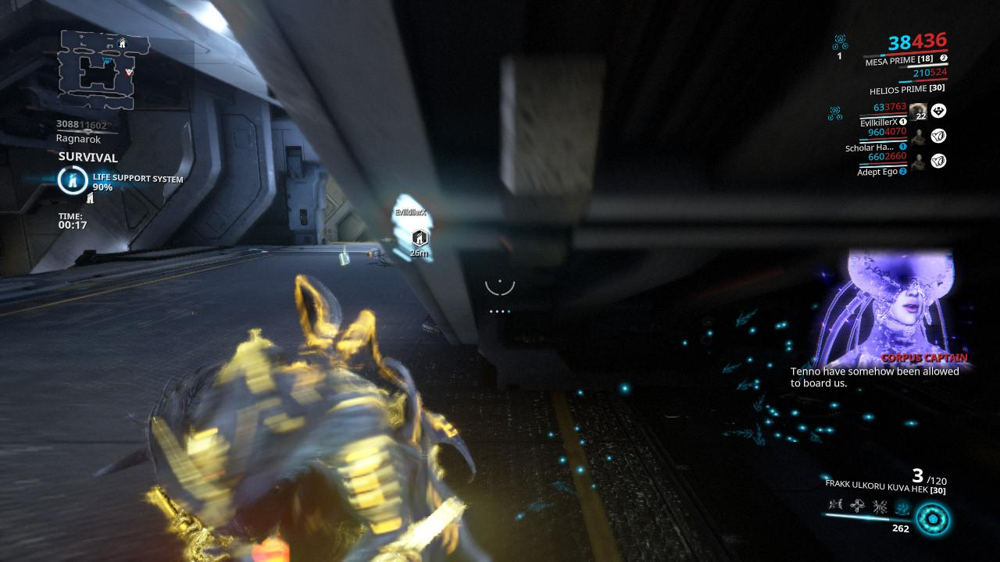 308811602
Ragnarok
SURVIVAL
LIFE SUPPORT SYSTEM
90%
TIME:
00:17
EvilkillerX
26m
38436
1
MESA PRIME [18] 2
210524
HELIOS PRIME [30]
633763
22
EvilkillerX 1
9604070
Scholar Ha... 1
6602660
Adept Ego 2
CORPUS CAPTAIN
Tenno have somehow been allowed
to board us.
3 /120
FRAKK ULKORU KUVA HEK [30]
262